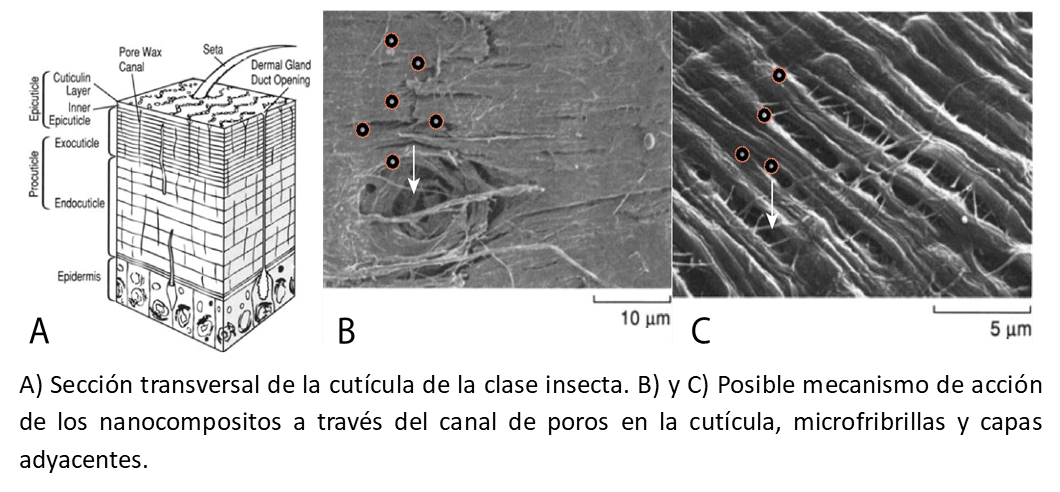 Pore Wax
Canal
Seta
Dermal Gland
Duct Opening
Epicuticle
Cuticulin
Layer
Inner
Epicuticle
Procuticle
Exocuticle
Endocuticle
Epidermis
A
B
10 µm
C
5 µm
A) Sección transversal de la cutícula de la clase insecta. B) y C) Posible mecanismo de acción
de los nanocompositos a través del canal de poros en la cutícula, microfribrillas y capas
adyacentes.